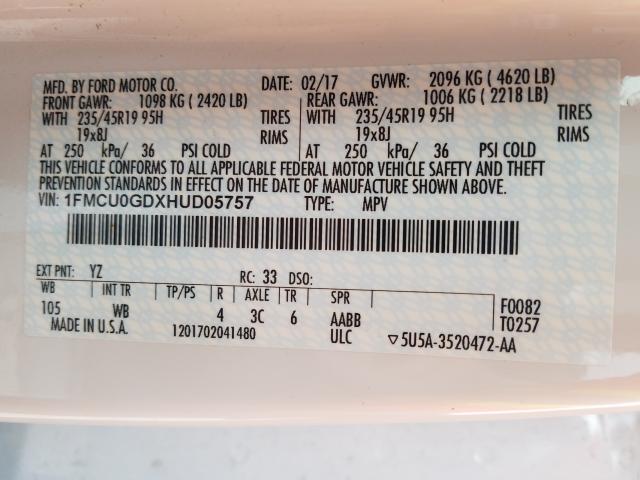 MFD. BY FORD MOTOR CO. DATE: 02/17 GVWR: 2096 KG ( 4620 LB)
FRONT GAWR: 1098 KG ( 2420 LB) REAR GAWR: 1006 KG ( 2218 LB)
WITH 235/45R19 95H TIRES WITH 235/45R19 95H TIRES
19x8J RIMS 19x8J RIMS
AT 250 kPa/ 36 PSI COLD AT 250 kPa/ 36 PSI COLD
THIS VEHICLE CONFORMS TO ALL APPLICABLE FEDERAL MOTOR VEHICLE SAFETY AND THEFT
PREVENTION STANDARDS IN EFFECT ON THE DATE OF MANUFACTURE SHOWN ABOVE.
VIN: 1FMCU0GDXHUD05757 TYPE: MPV
EXT PNT: YZ RC: 33 DSO:
WB INT TR TP/PS R AXLE TR SPR F0082
105 WB 4 3C 6 AABB T0257
MADE IN U.S.A. 1201702041480 ULC ▽5U5A-3520472-AA